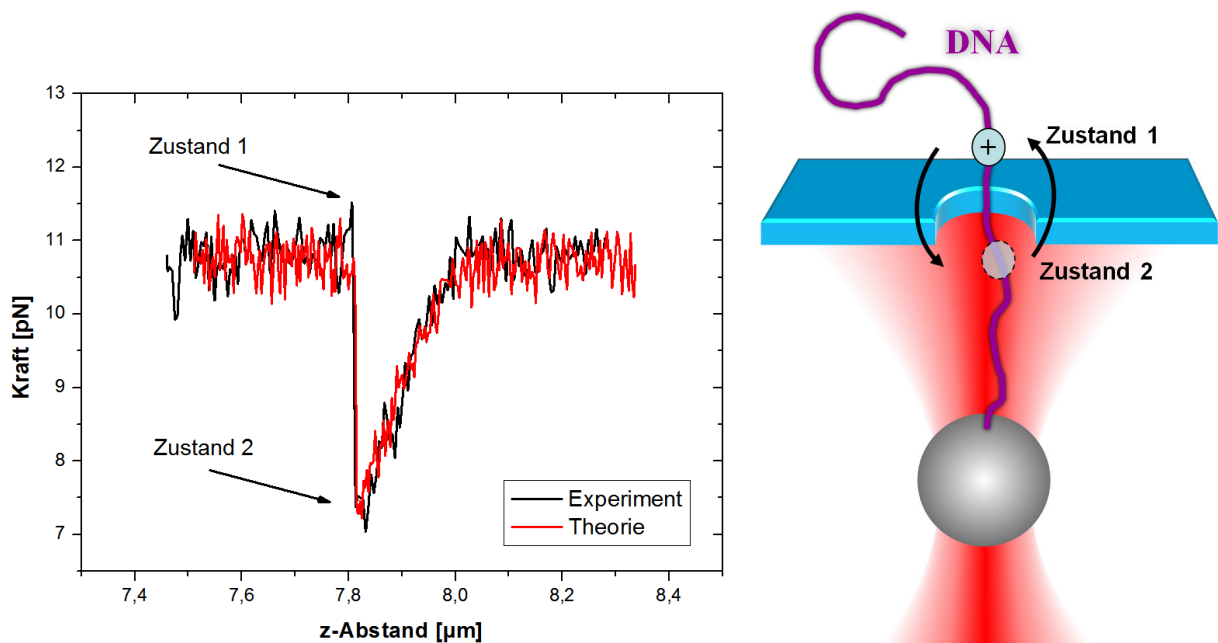 13
12
11
10
9
8
7
Kraft [pN]
Zustand 1
Zustand 2
Experiment
Theorie
7,4
7,6
7,8
8,0
8,2
8,4
z-Abstand [µm]
DNA
+
Zustand 1
Zustand 2